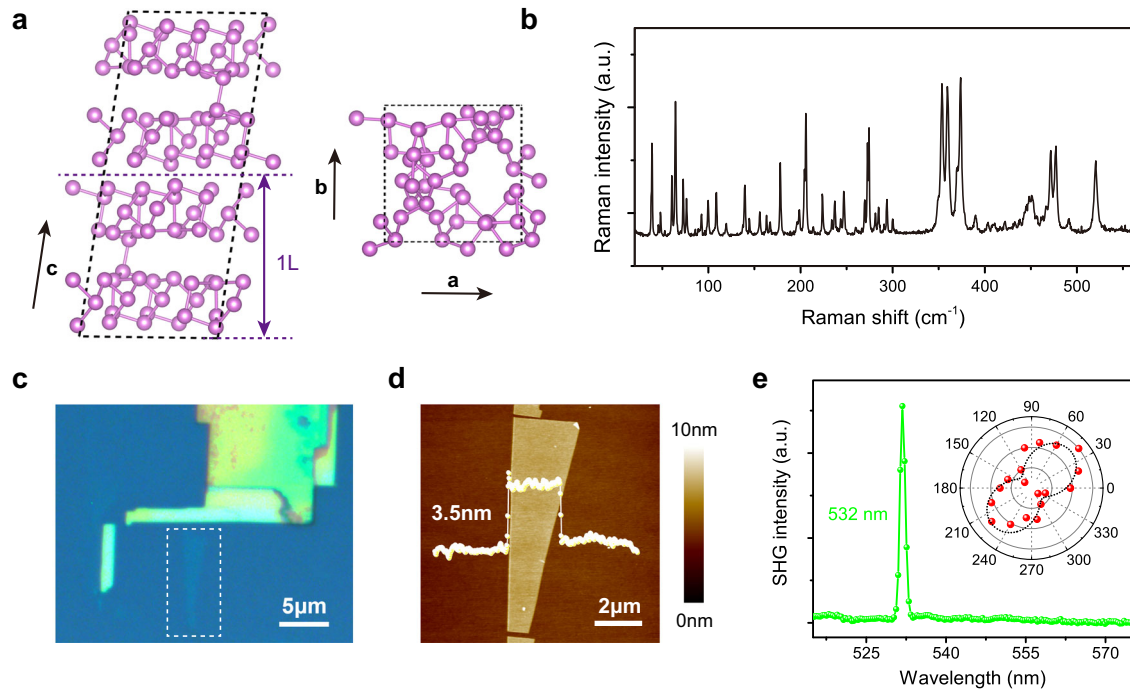 a
c
1L
b
a
b
Raman intensity (a.u.)
100 200 300 400 500
Raman shift (cm⁻¹)
c
5μm
d
3.5nm
2μm
10nm
0nm
e
SHG intensity (a.u.)
532 nm
90
120 60
150 30
180 0
210 330
240 300
270
525 540 555 570
Wavelength (nm)